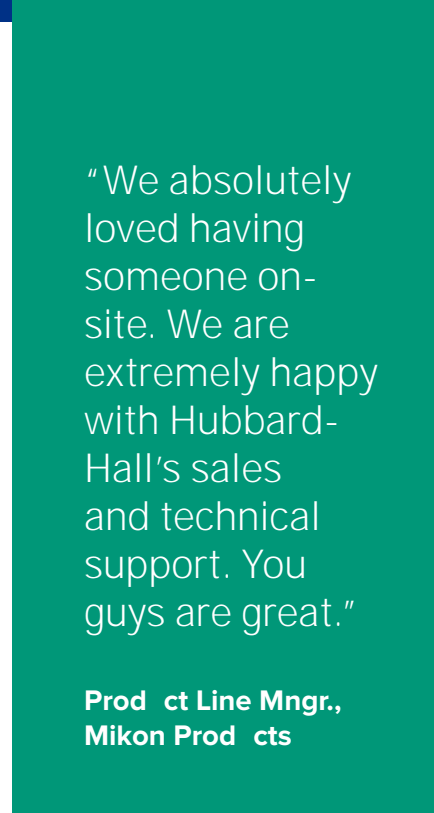 “We absolutely
loved having
someone on-
site. We are
extremely happy
with Hubbard-
Hall’s sales
and technical
support. You
guys are great.”
Prod ct Line Mngr.,
Mikon Prod cts